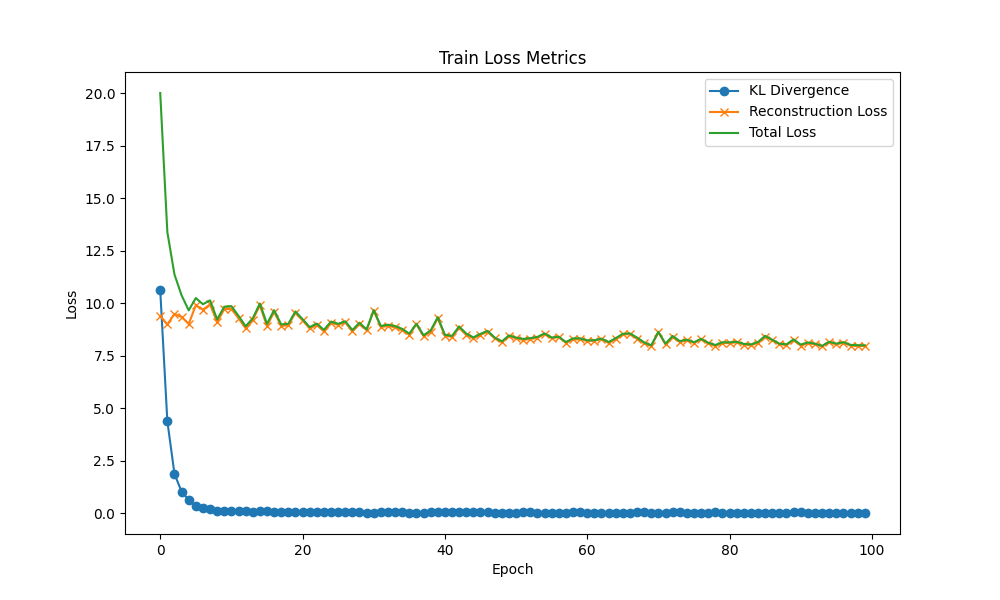 Train Loss Metrics
KL Divergence
Reconstruction Loss
Total Loss
20.0
17.5
15.0
12.5
10.0
7.5
5.0
2.5
0.0
Loss
0 20 40 60 80 100
Epoch